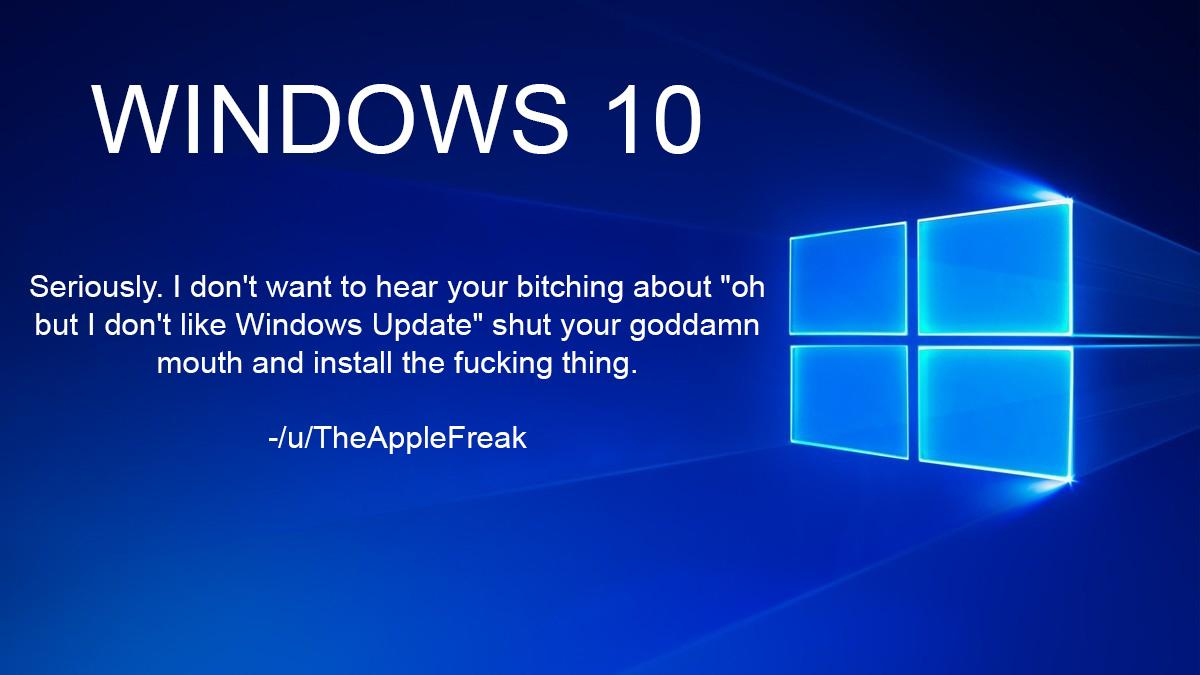 WINDOWS 10
Seriously. I don't want to hear your bitching about "oh
but I don't like Windows Update" shut your goddamn
mouth and install the fucking thing.
-/u/TheAppleFreak